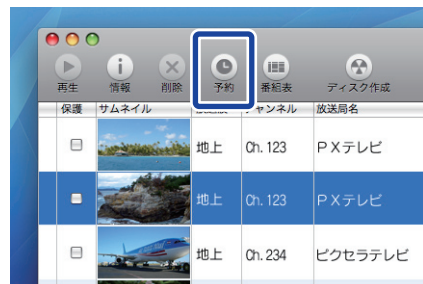 再生 情報 削除 予約 番組表 ディスク作成
保護 サムネイル チャンネル 放送局名
地上 Ch. 123 PXテレビ
地上 Ch. 123 PXテレビ
地上 Ch. 234 ピクセラテレビ